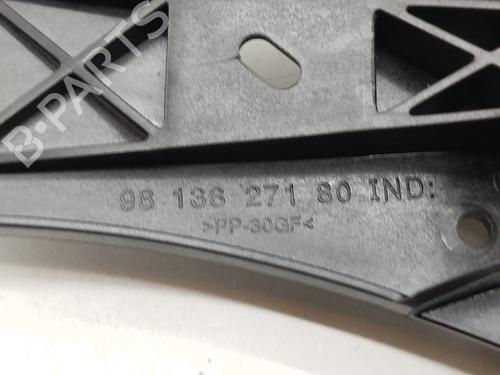 B-PARTS
98 138 271 80 IND:
>PP-30GF<